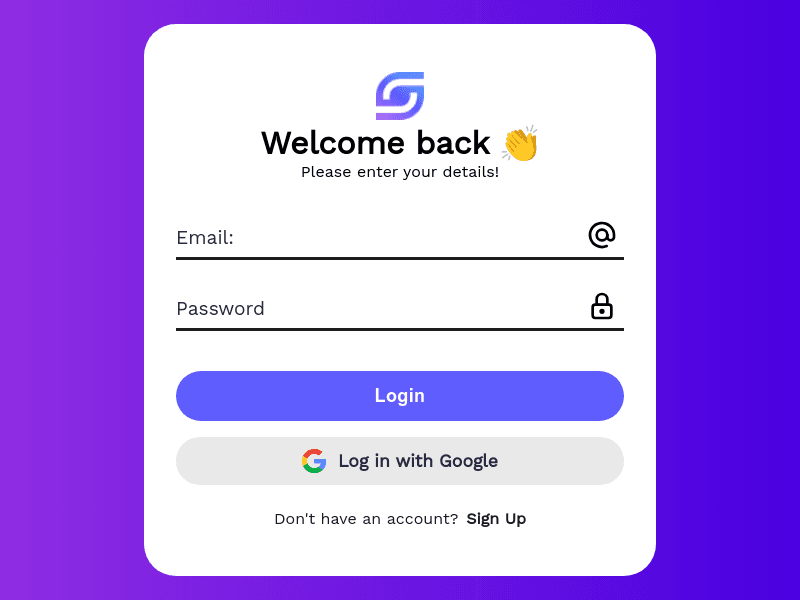 Welcome back 👏
Please enter your details!
Email:
Password
Login
Log in with Google
Don't have an account? Sign Up